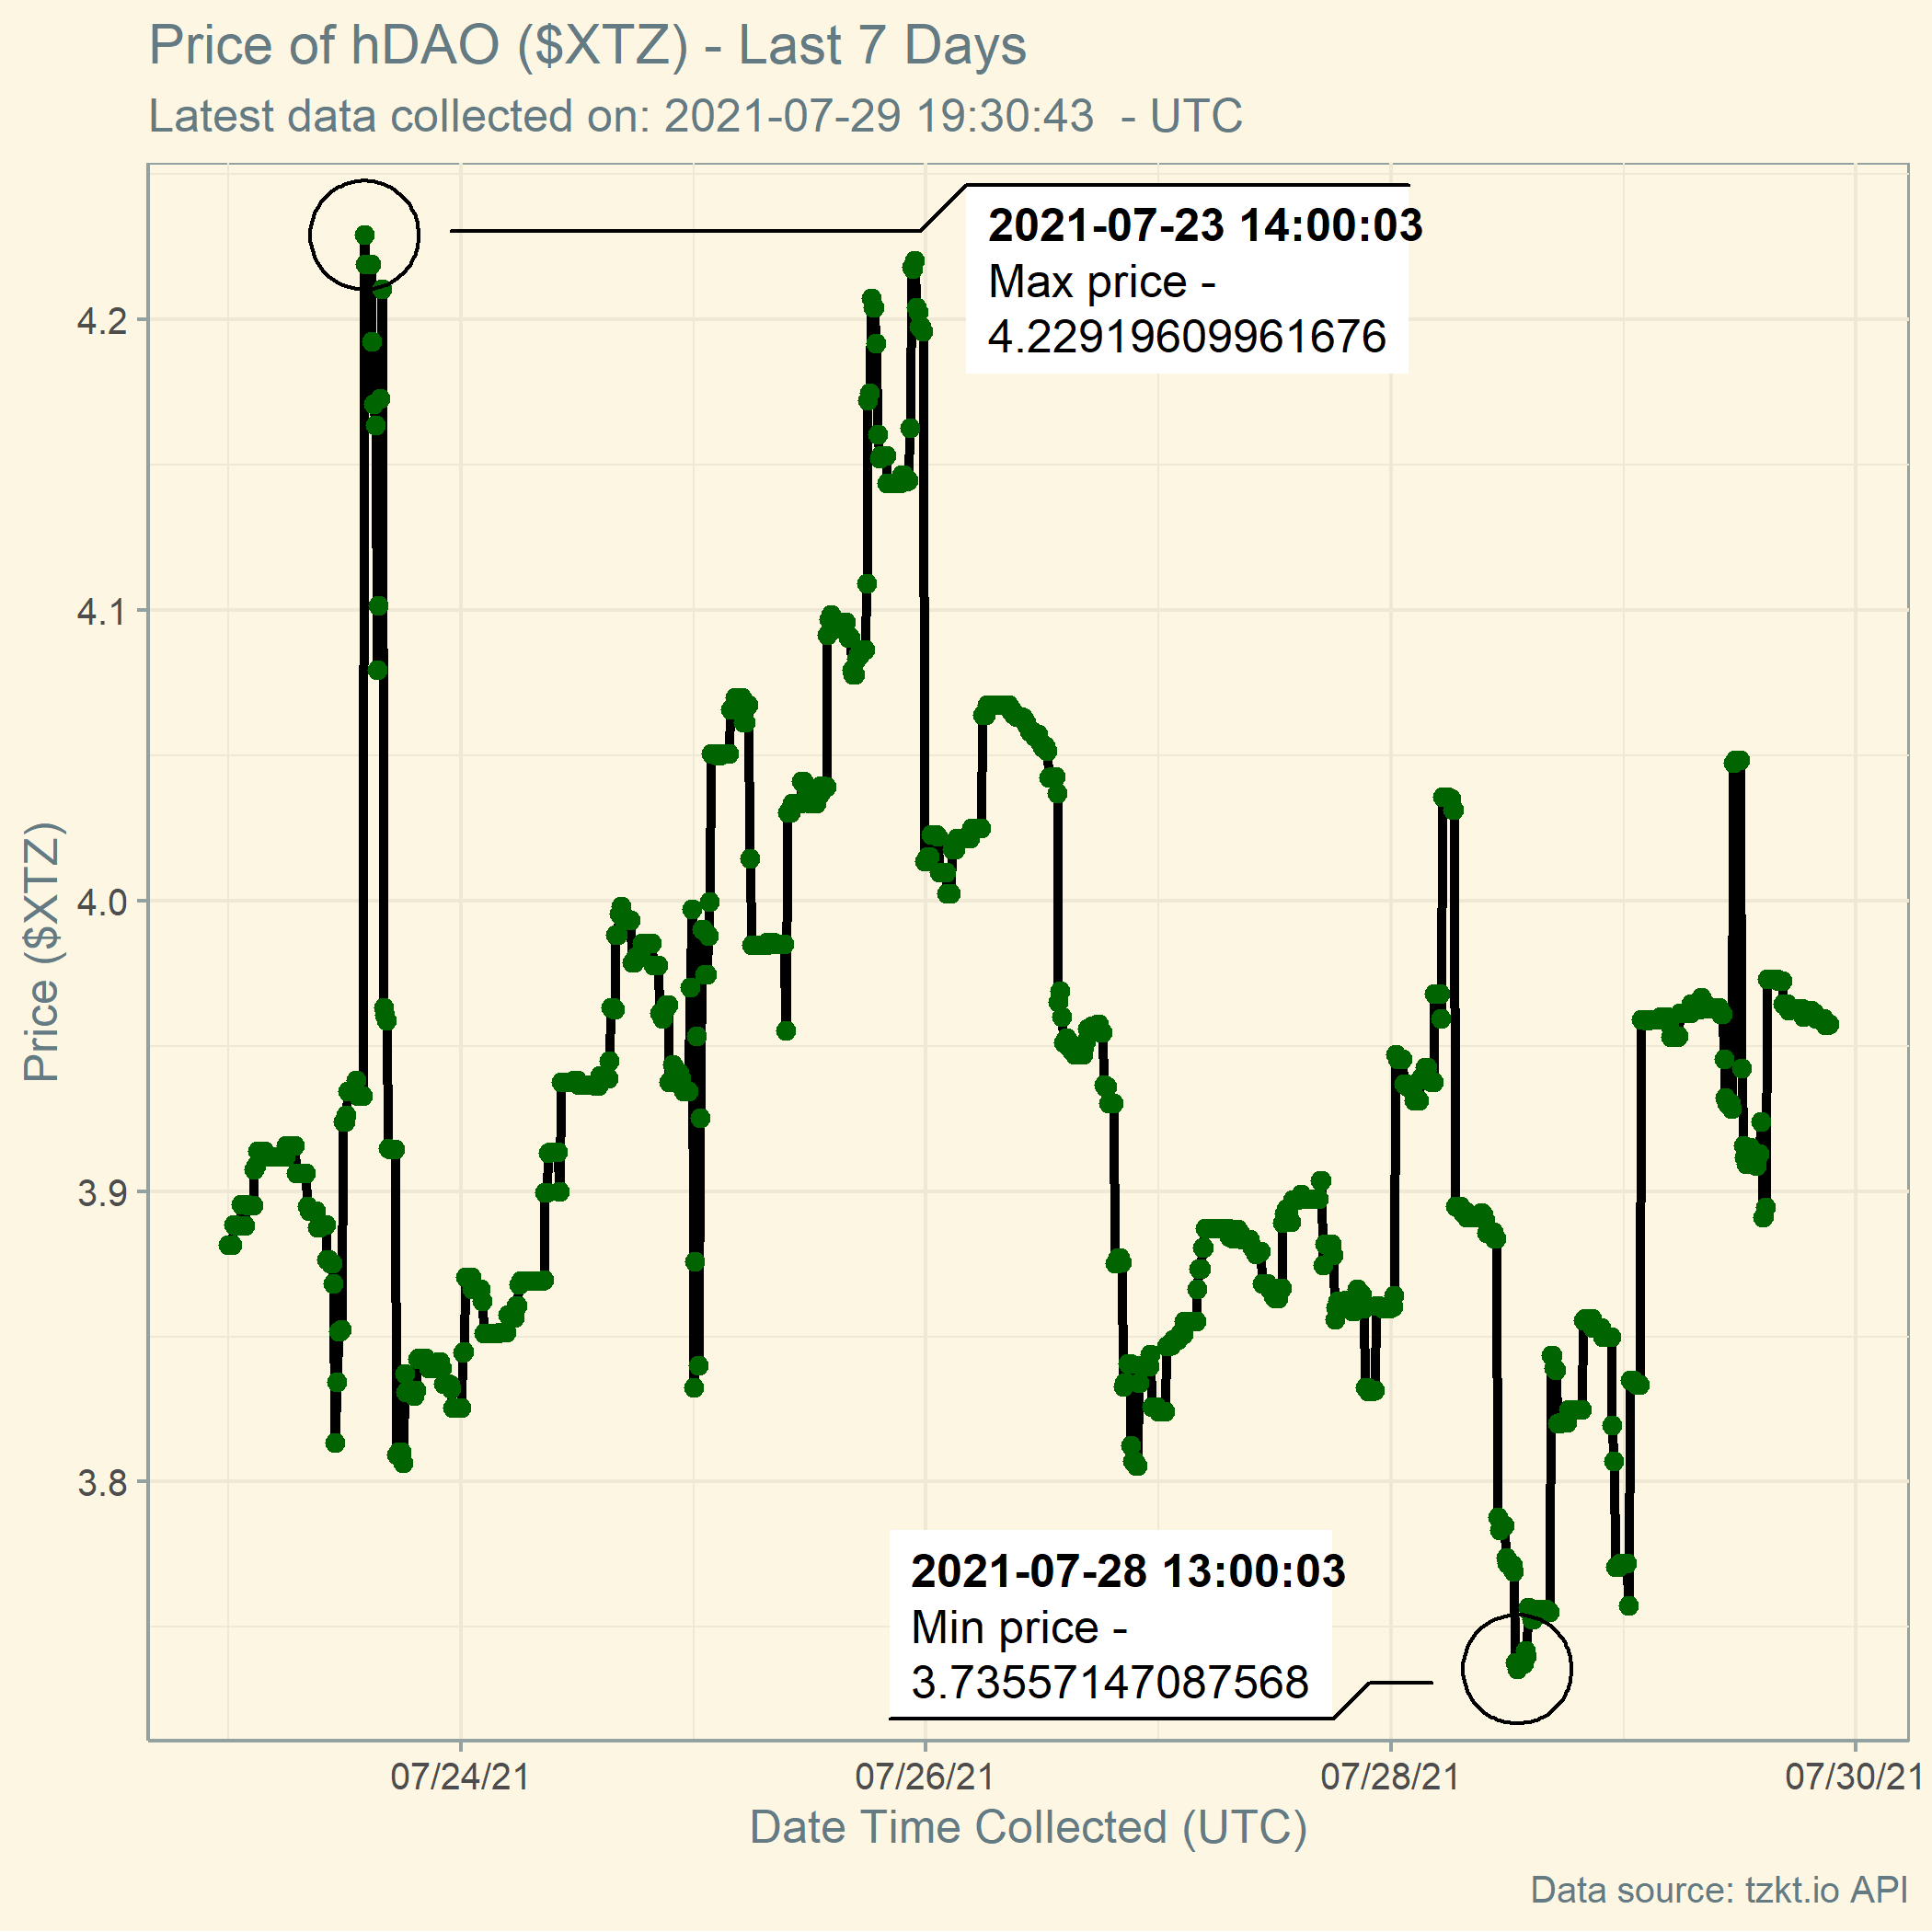 Price of hDAO ($XTZ) - Last 7 Days
Latest data collected on: 2021-07-29 19:30:43  - UTC
2021-07-23 14:00:03
Max price -
4.22919609961676
4.2
4.1
4.0
3.9
3.8
Price ($XTZ)
2021-07-28 13:00:03
Min price -
3.73557147087568
07/24/21
07/26/21
07/28/21
07/30/21
Date Time Collected (UTC)
Data source: tzkt.io API